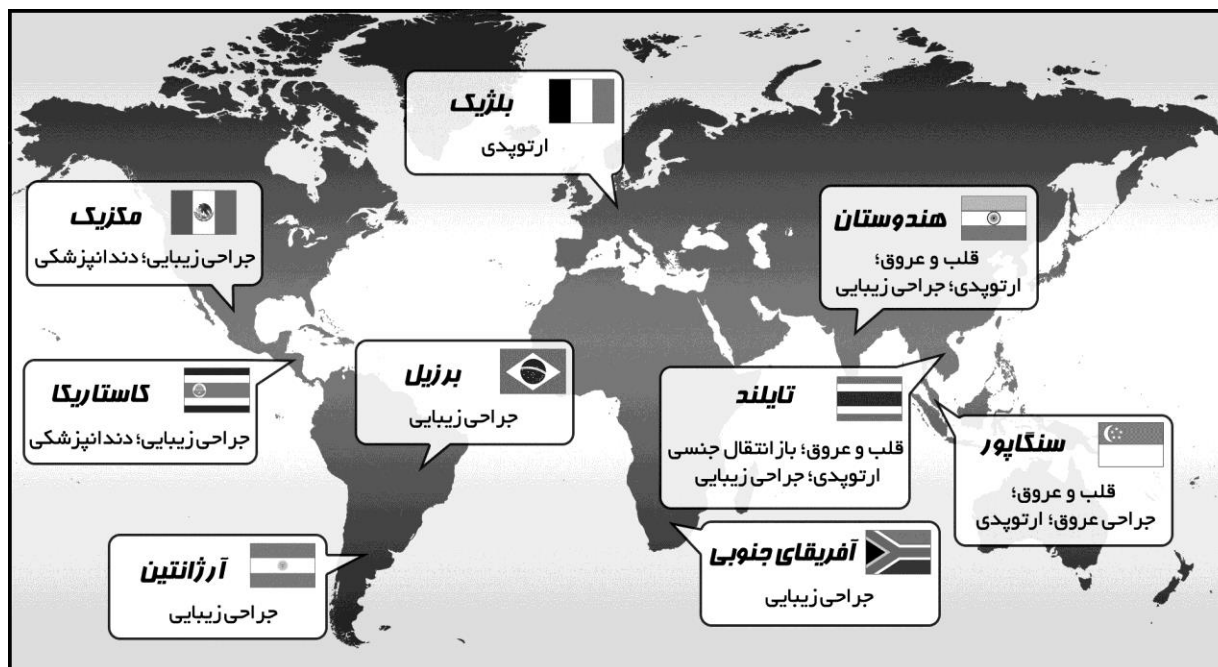 بلژیک
ارتوپدی
مکزیک
جراحی زیبایی؛ دندانپزشکی
هندوستان
قلب و عروق؛
ارتوپدی؛ جراحی زیبایی
کاستاریکا
جراحی زیبایی؛ دندانپزشکی
برزیل
جراحی زیبایی
تایلند
قلب و عروق؛ باز انتقال جنسی
ارتوپدی؛ جراحی زیبایی
سنگاپور
قلب و عروق؛
جراحی عروق؛ ارتوپدی
آرژانتین
جراحی زیبایی
آفریقای جنوبی
جراحی زیبایی